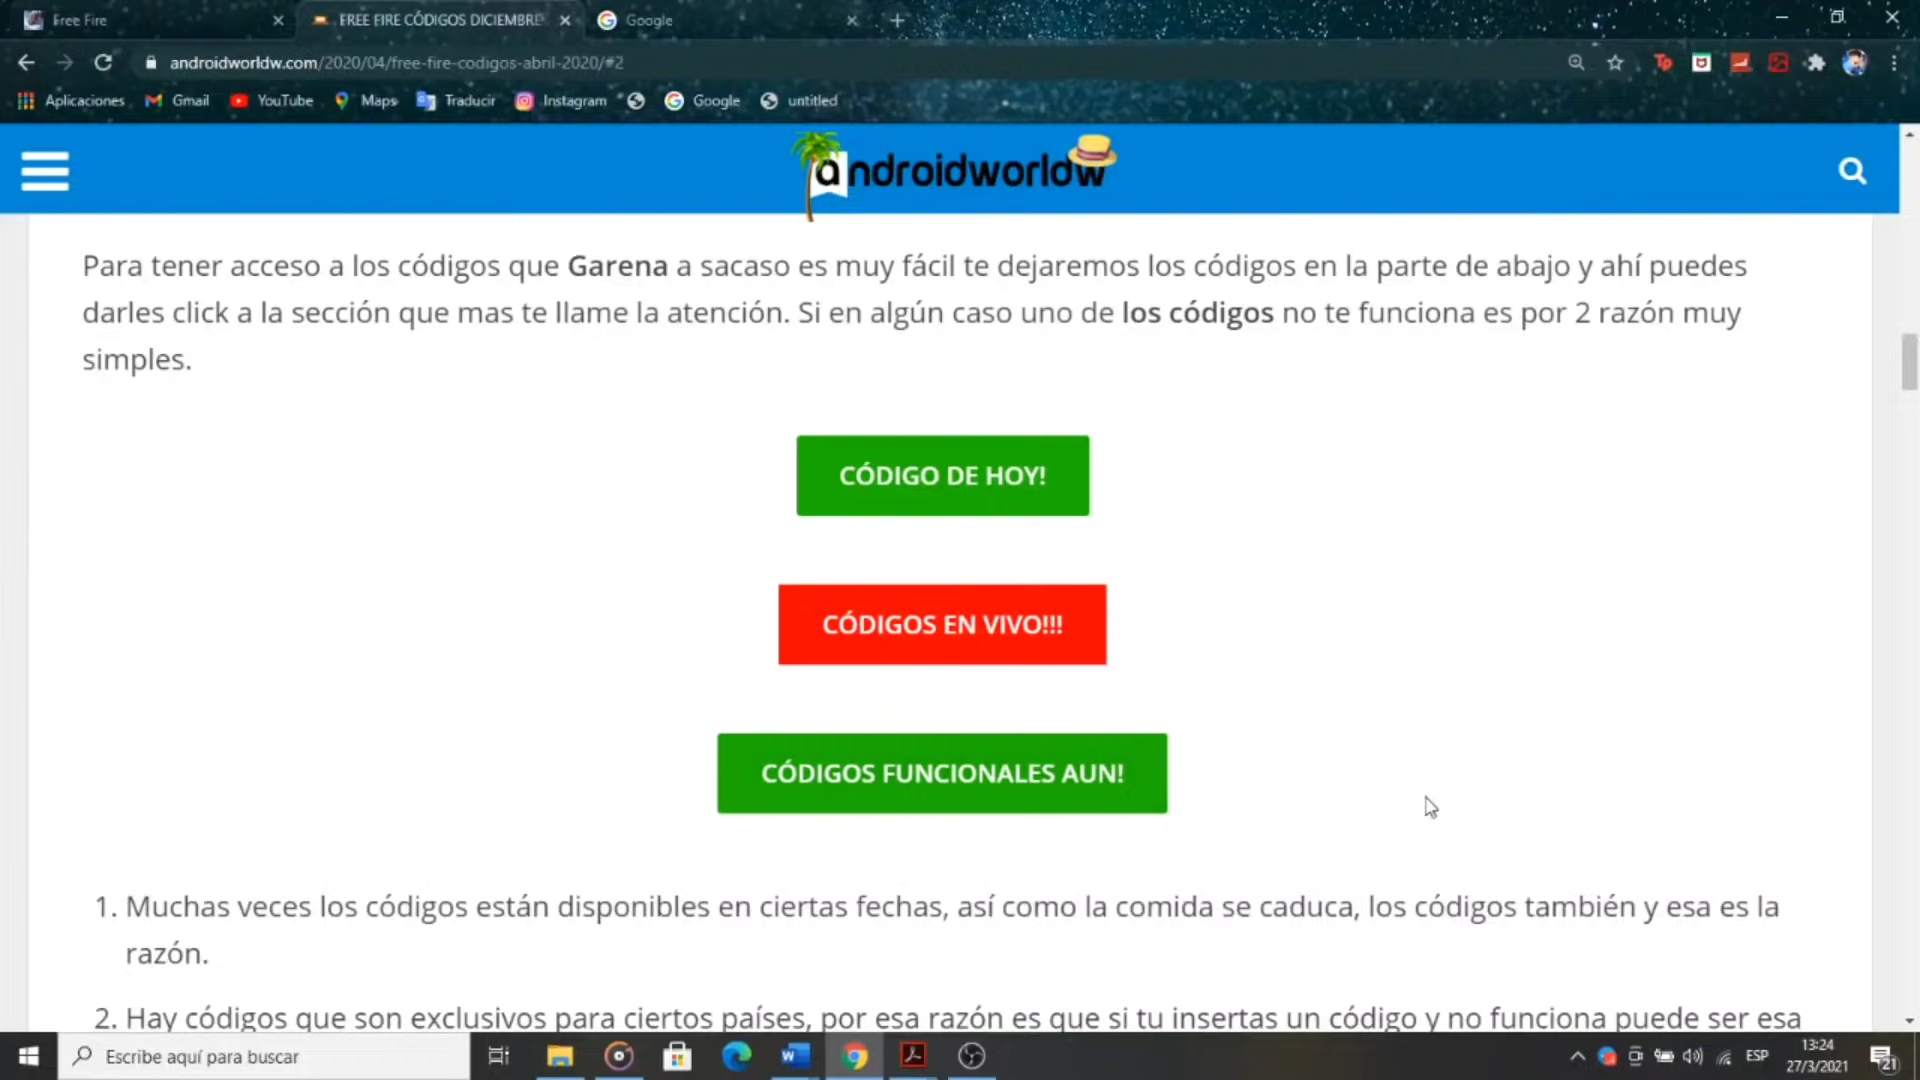 Free Fire
FREE FIRE CÓDIGOS DICIEMBRE
Google
androidworldw.com/2020/04/free-fire-codigos-abril-2020/#2
Aplicaciones Gmail YouTube Maps Traducir Instagram Google untitled
androidworldw
Para tener acceso a los códigos que Garena a sacaso es muy fácil te dejaremos los códigos en la parte de abajo y ahí puedes
darles click a la sección que mas te llame la atención. Si en algún caso uno de los códigos no te funciona es por 2 razón muy
simples.
CÓDIGO DE HOY!
CÓDIGOS EN VIVO!!!
CÓDIGOS FUNCIONALES AUN!
1. Muchas veces los códigos están disponibles en ciertas fechas, así como la comida se caduca, los códigos también y esa es la
razón.
2. Hay códigos que son exclusivos para ciertos países, por esa razón es que si tu insertas un código y no funciona puede ser esa
Escribe aquí para buscar
ESP
13:24
27/3/2021
21